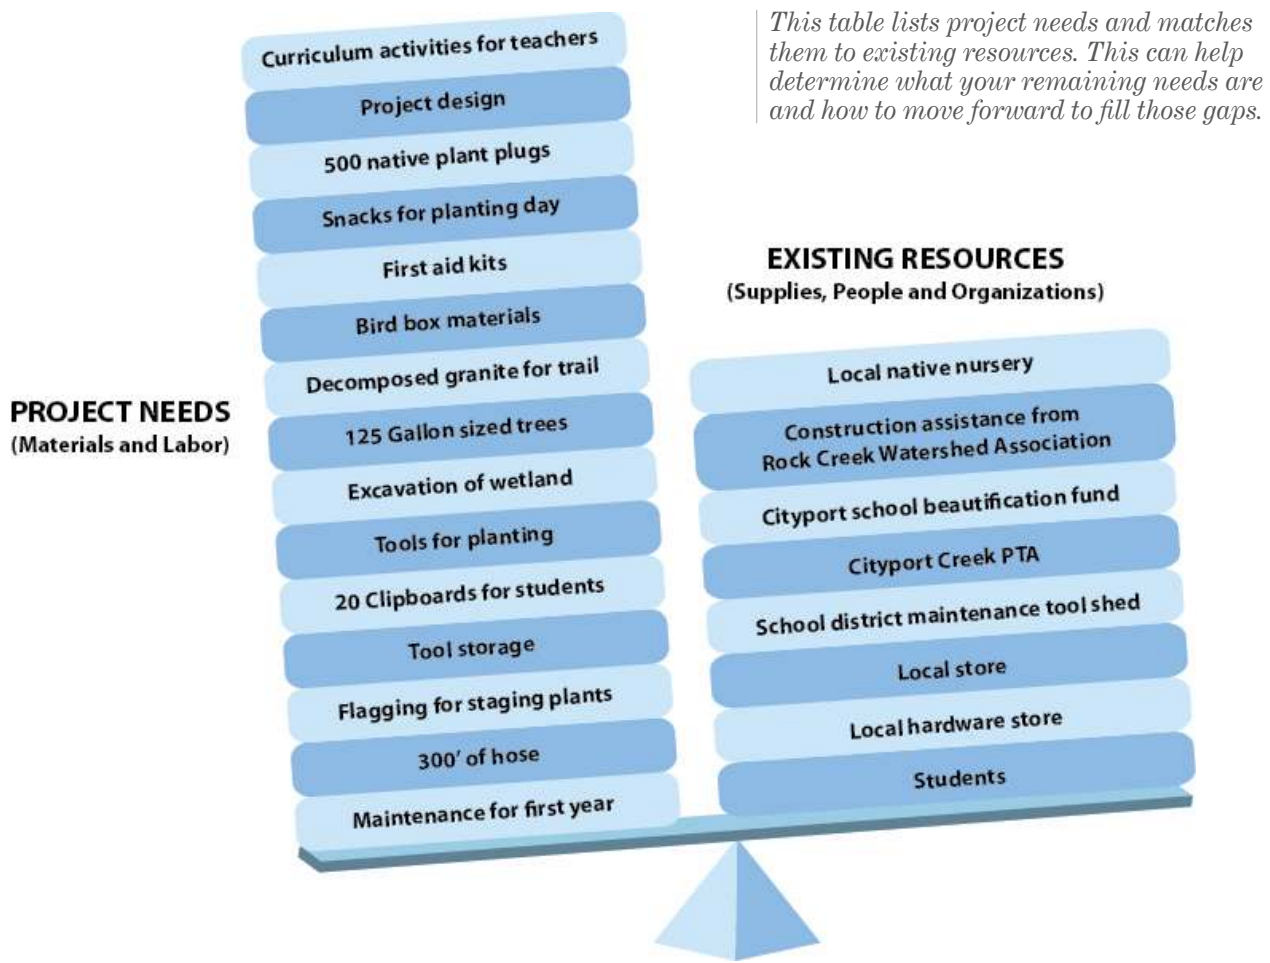 This table lists project needs and matches
them to existing resources. This can help
determine what your remaining needs are
and how to move forward to fill those gaps.
PROJECT NEEDS
(Materials and Labor)
Curriculum activities for teachers
Project design
500 native plant plugs
Snacks for planting day
First aid kits
Bird box materials
Decomposed granite for trail
125 Gallon sized trees
Excavation of wetland
Tools for planting
20 Clipboards for students
Tool storage
Flagging for staging plants
300’ of hose
Maintenance for first year
EXISTING RESOURCES
(Supplies, People and Organizations)
Local native nursery
Construction assistance from
Rock Creek Watershed Association
Cityport school beautification fund
Cityport Creek PTA
School district maintenance tool shed
Local store
Local hardware store
Students